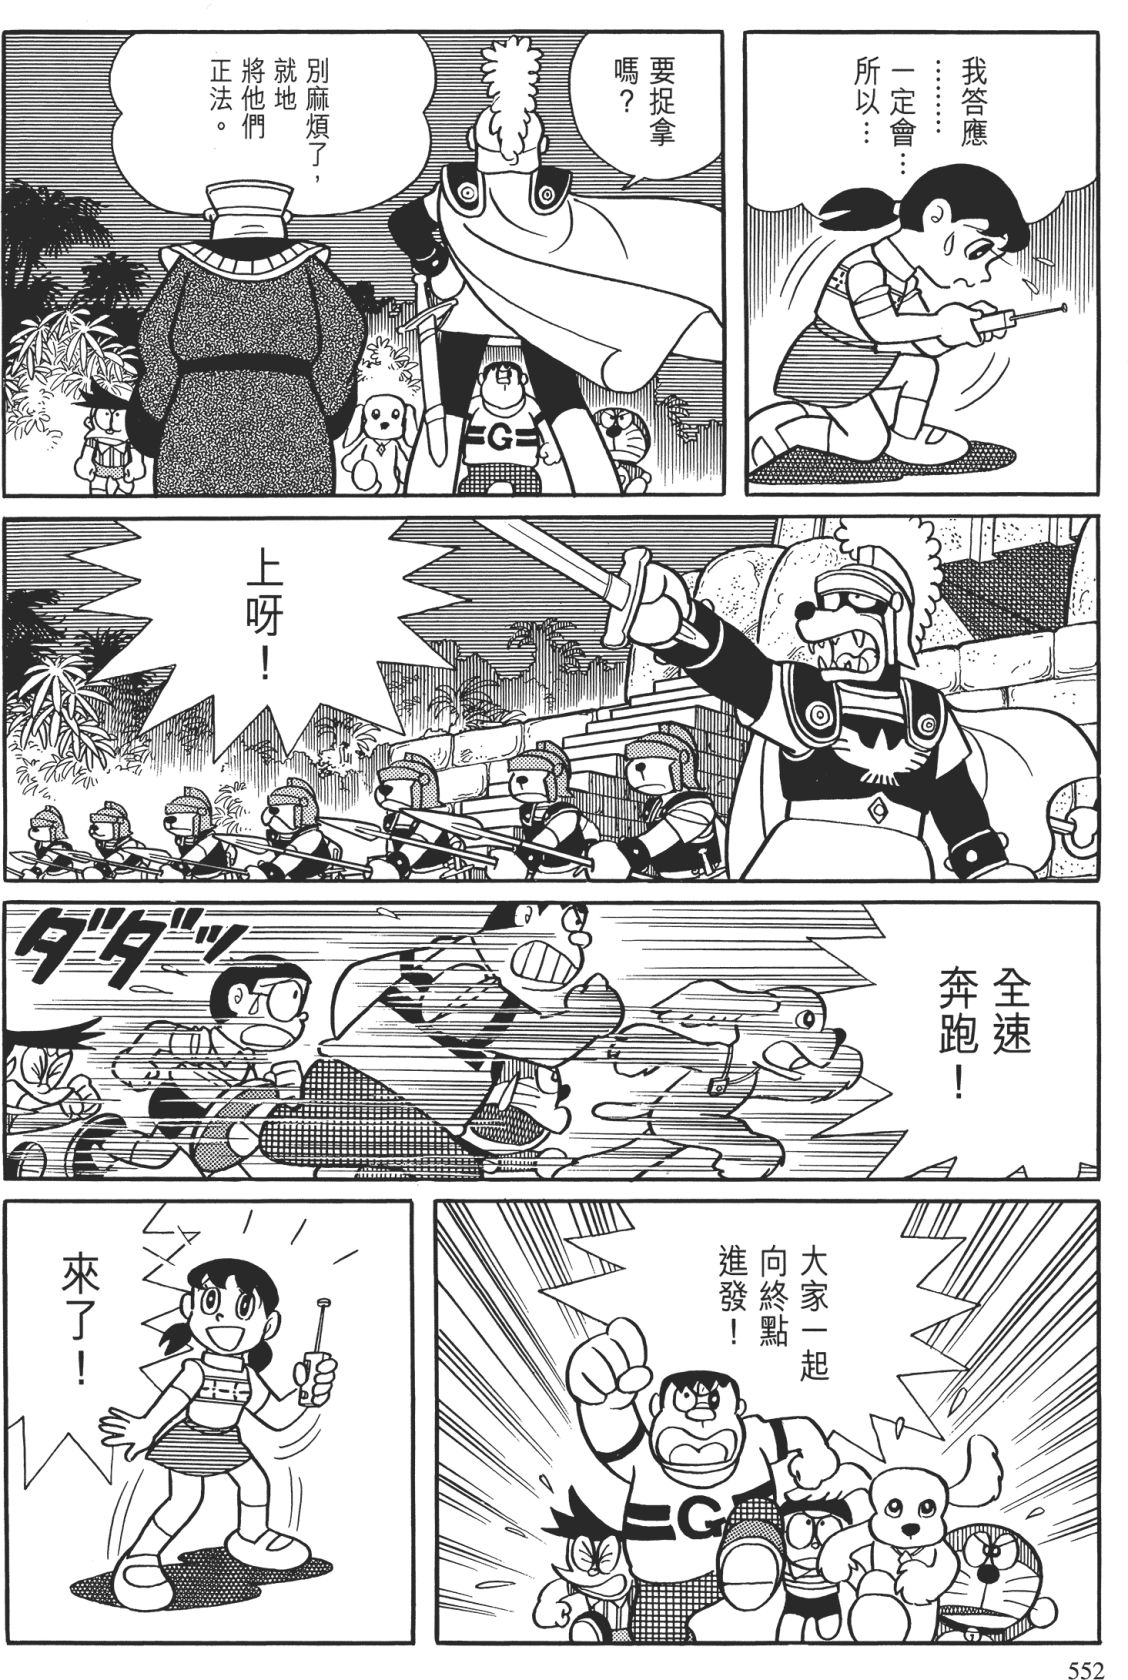 我答應
………
一定會…
所以…
要捉拿
嗎？
別麻煩了，
就地
將他們
正法。
G
上呀！
全速
奔跑！
ダダダッ
大家一起
向終點
進發！
G
來了！
552